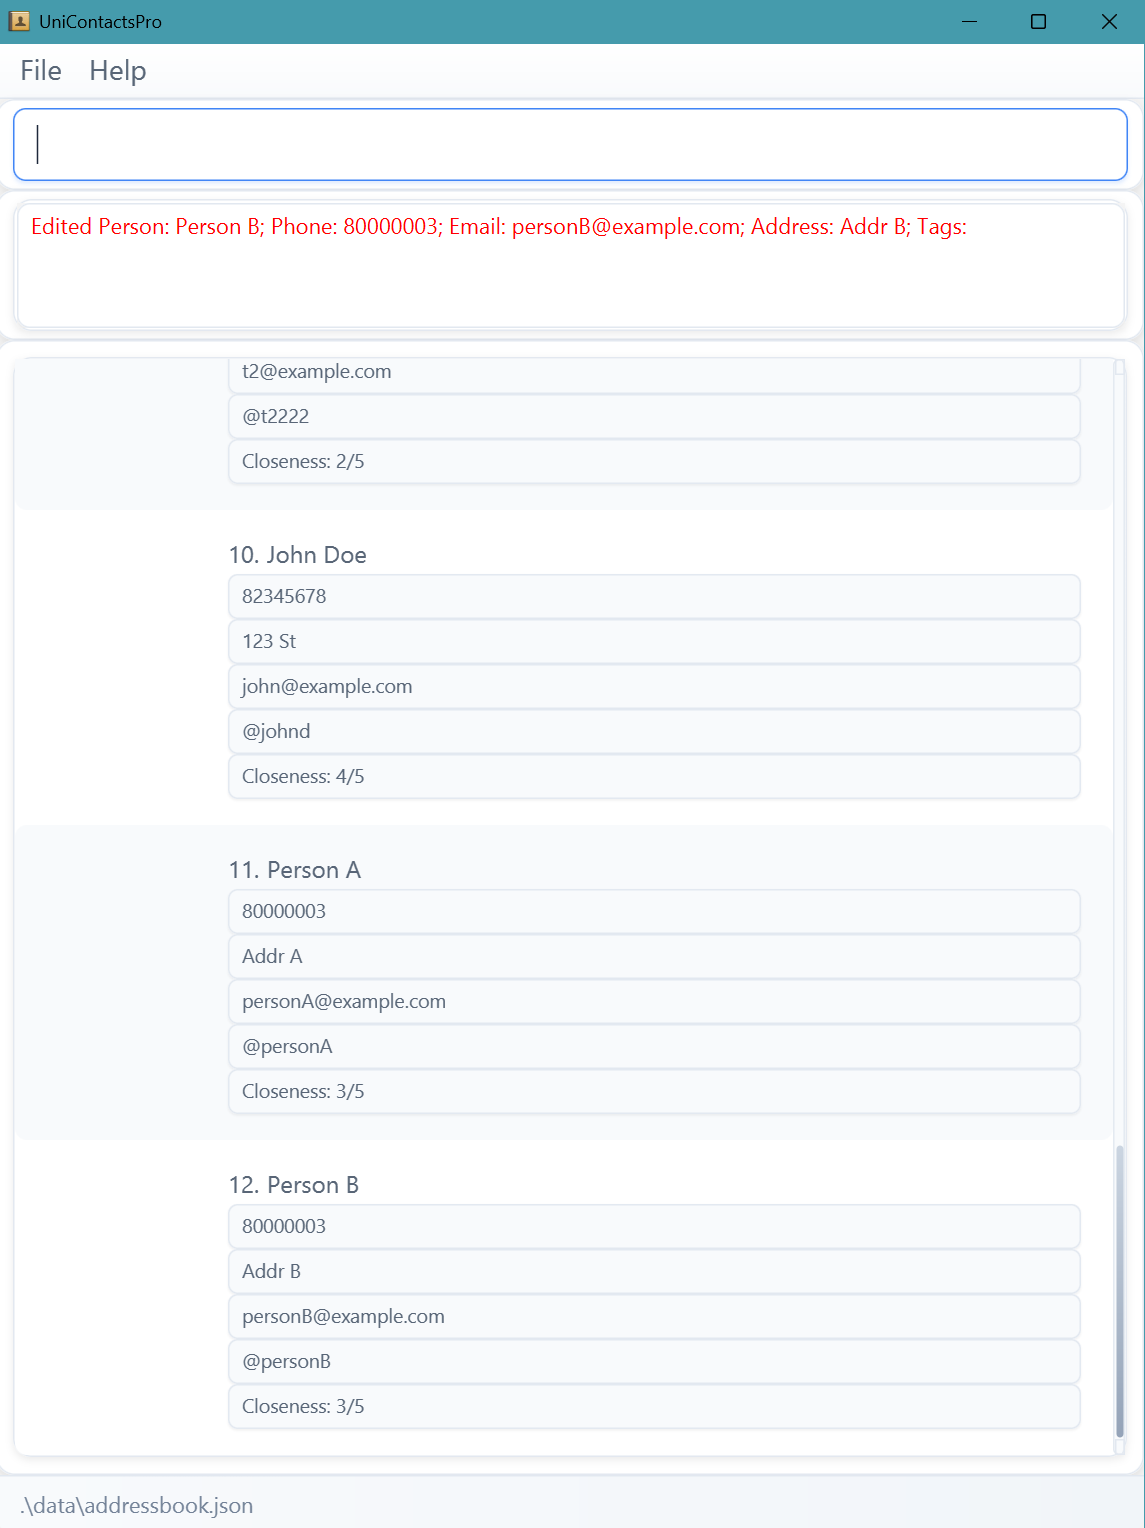 UniContactsPro
File Help
Edited Person: Person B; Phone: 80000003; Email: personB@example.com; Address: Addr B; Tags:
t2@example.com
@t2222
Closeness: 2/5
10. John Doe
82345678
123 St
john@example.com
@johnd
Closeness: 4/5
11. Person A
80000003
Addr A
personA@example.com
@personA
Closeness: 3/5
12. Person B
80000003
Addr B
personB@example.com
@personB
Closeness: 3/5
.\data\addressbook.json